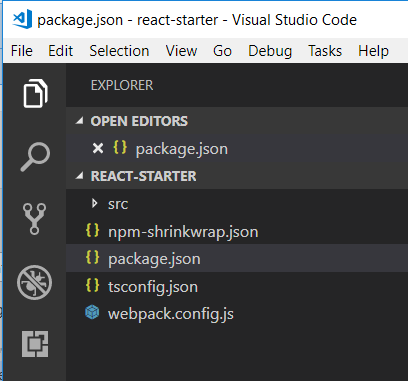 package.json - react-starter - Visual Studio Code
File Edit Selection View Go Debug Tasks Help
EXPLORER
OPEN EDITORS
package.json
REACT-STARTER
src
npm-shrinkwrap.json
package.json
tsconfig.json
webpack.config.js